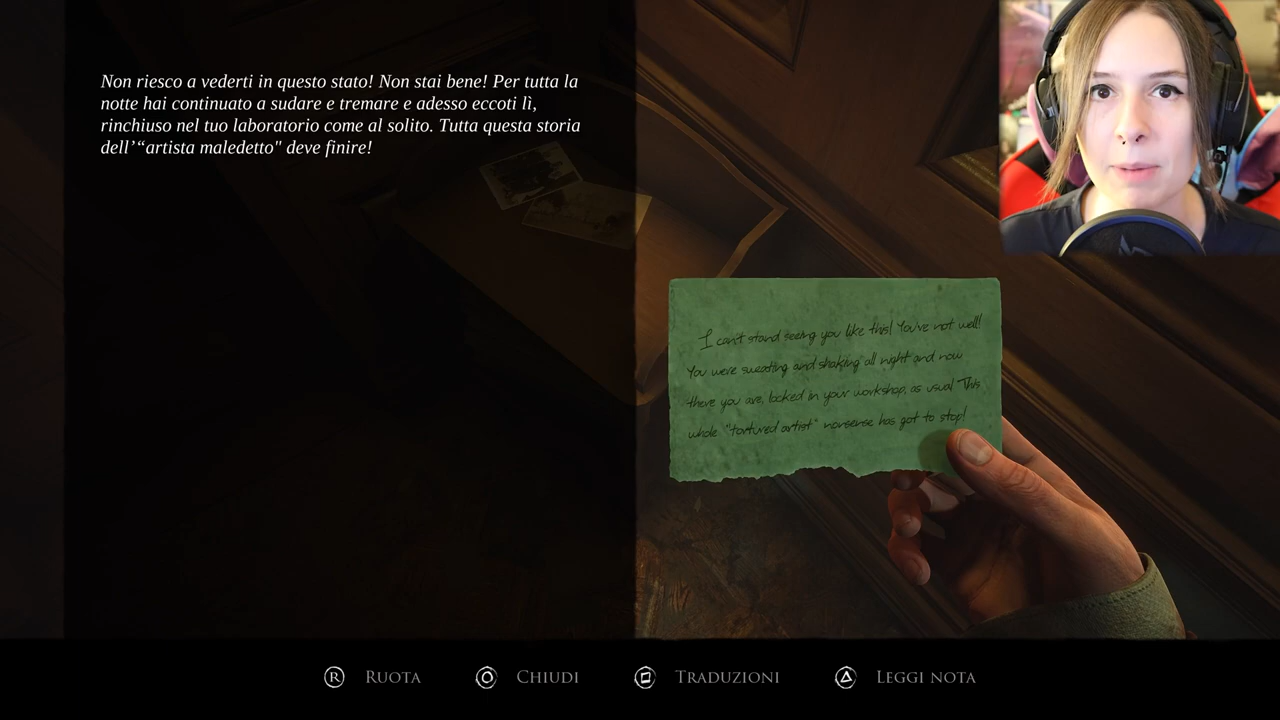 Non riesco a vederti in questo stato! Non stai bene! Per tutta la
notte hai continuato a sudare e tremare e adesso eccoti lì,
rinchiuso nel tuo laboratorio come al solito. Tutta questa storia
dell'“artista maledetto" deve finire!
I can't stand seeing you like this! You're not well!
You were sweating and shaking all night and now
there you are, locked in your workshop, as usual This
whole "tortured artist" nonsense has got to stop!
R RUOTA CHIUDI TRADUZIONI LEGGI NOTA